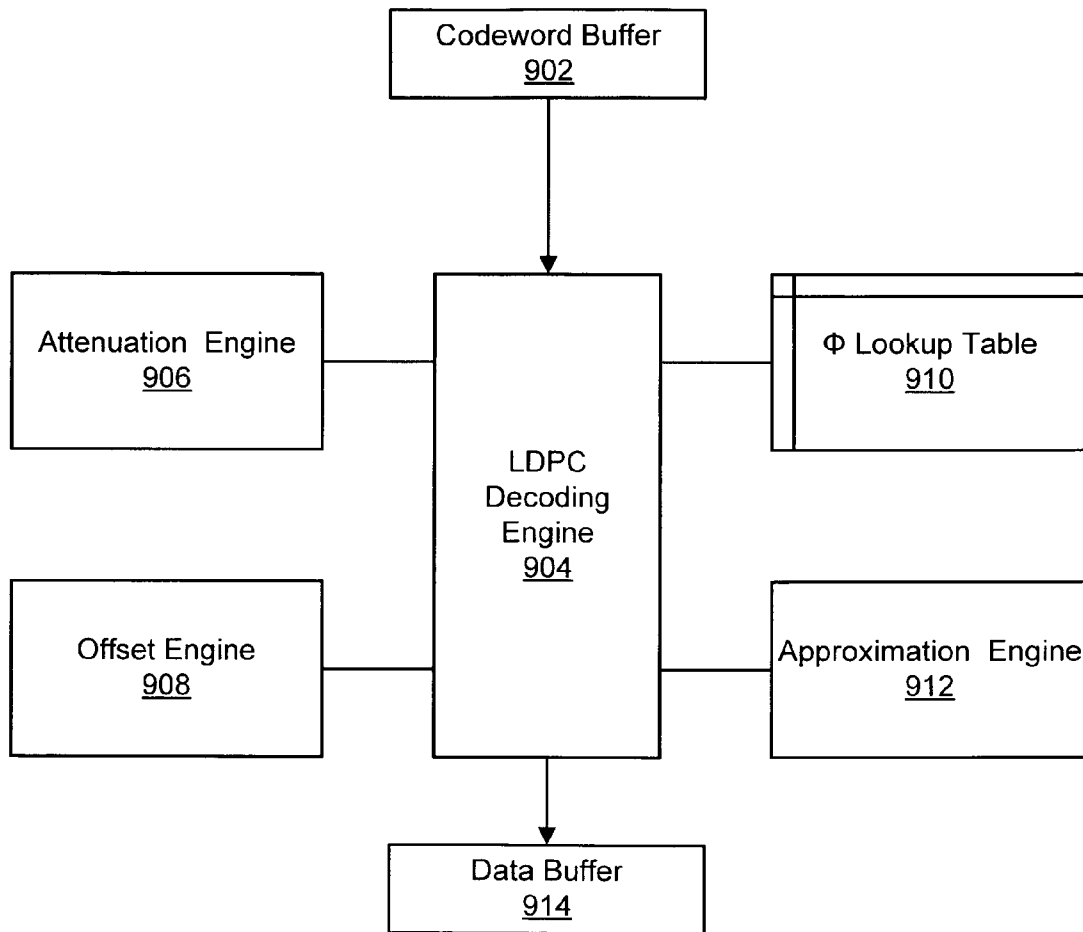 Codeword Buffer
902
Attenuation Engine
906
Φ Lookup Table
910
LDPC
Decoding
Engine
904
Offset Engine
908
Approximation Engine
912
Data Buffer
914